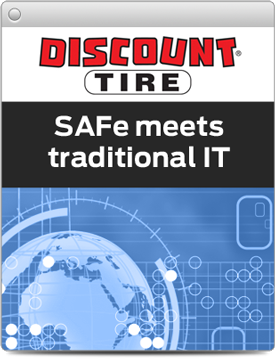 DISCOUNT®
TIRE
SAFe meets
traditional IT